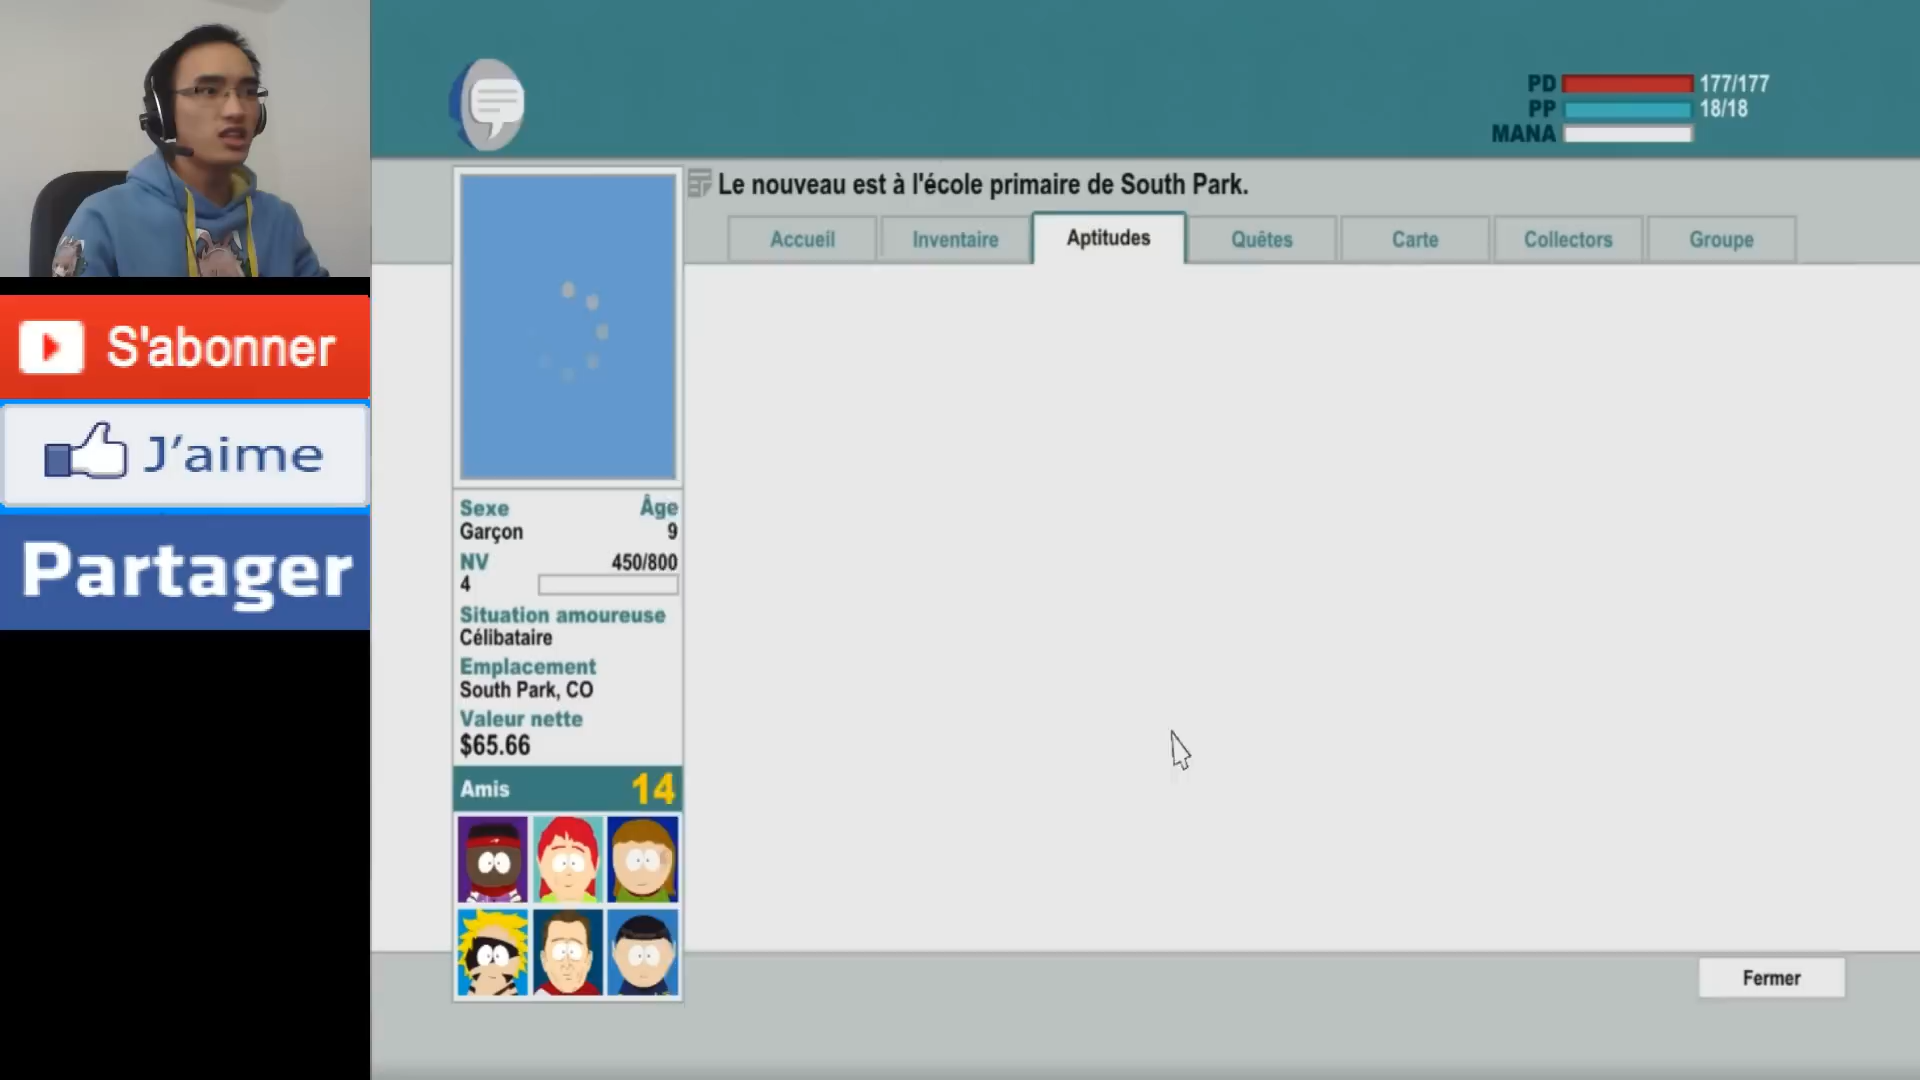 S'abonner
J'aime
Partager
PD 177/177
PP 18/18
MANA
Le nouveau est à l'école primaire de South Park.
Accueil Inventaire Aptitudes Quêtes Carte Collectors Groupe
Sexe Âge
Garçon 9
NV 450/800
4
Situation amoureuse
Célibataire
Emplacement
South Park, CO
Valeur nette
$65.66
Amis 14
Fermer